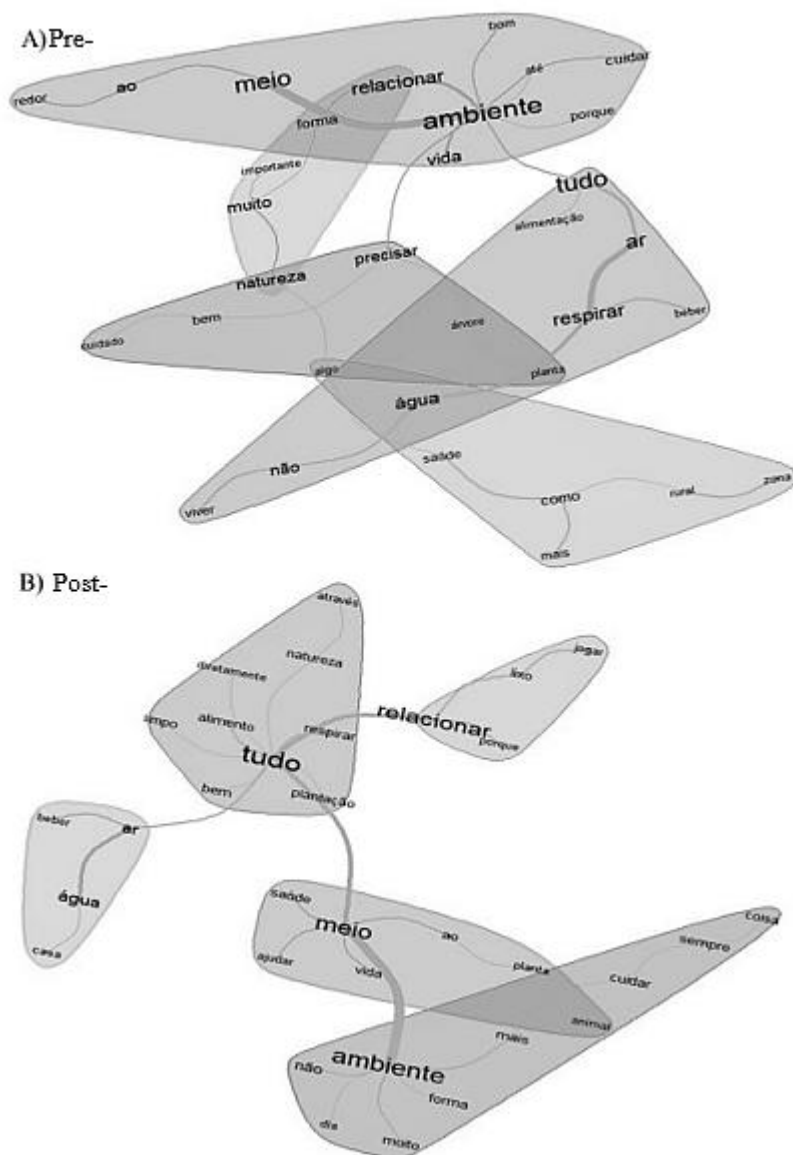 A) Pre-
bom
até
cuidar
relacionar
meio
ao
redor
ambiente
porque
forma
vida
importante
tudo
muito
alimentação
ar
precisar
natureza
bem
árvore
respirar
beber
cuidado
algo
planta
água
saúde
não
zona
como
rural
viver
mais
B) Post-
através
jogar
natureza
lixo
diretamente
relacionar
alimento
respirar
limpo
porque
tudo
bem
plantação
beber
ar
água
saúde
coisa
meio
ao
sempre
casa
ajudar
vida
planta
cuidar
animal
mais
ambiente
não
forma
dia
muito